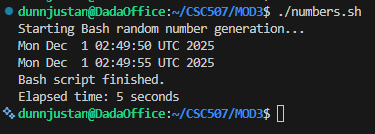 dunnjustan@DadaOffice:~/CSC507/MOD3$ ./numbers.sh
Starting Bash random number generation...
Mon Dec  1 02:49:50 UTC 2025
Mon Dec  1 02:49:55 UTC 2025
Bash script finished.
Elapsed time: 5 seconds
dunnjustan@DadaOffice:~/CSC507/MOD3$